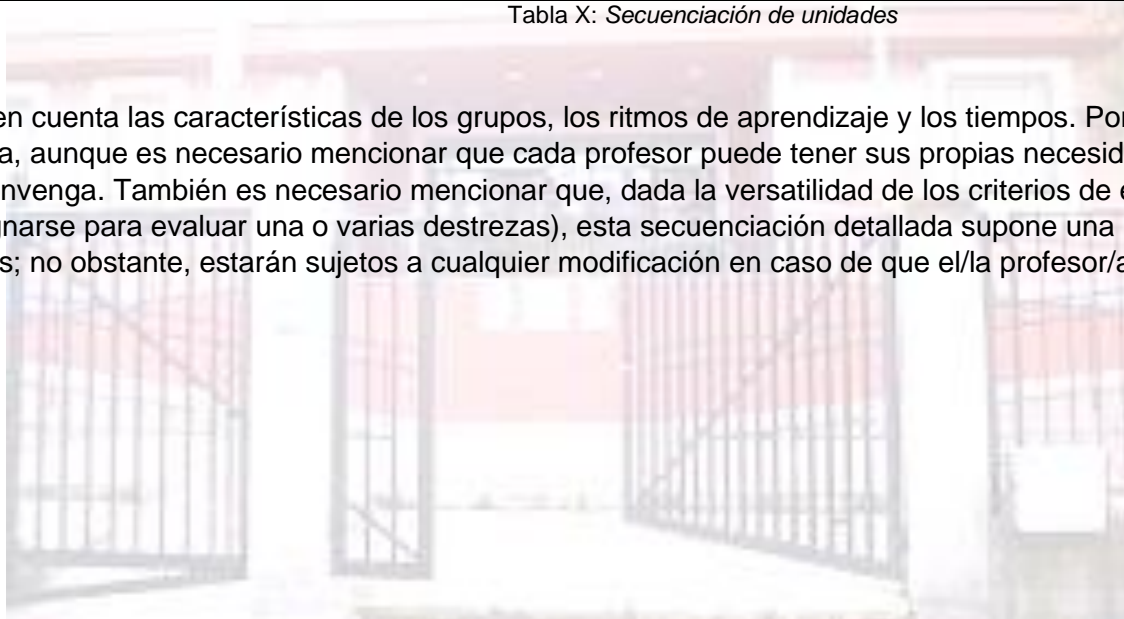 Tabla X: Secuenciación de unidades
en cuenta las características de los grupos, los ritmos de aprendizaje y los tiempos. Por
a, aunque es necesario mencionar que cada profesor puede tener sus propias necesid
nvenga. También es necesario mencionar que, dada la versatilidad de los criterios de e
gnarse para evaluar una o varias destrezas), esta secuenciación detallada supone una
s; no obstante, estarán sujetos a cualquier modificación en caso de que el/la profesor/a